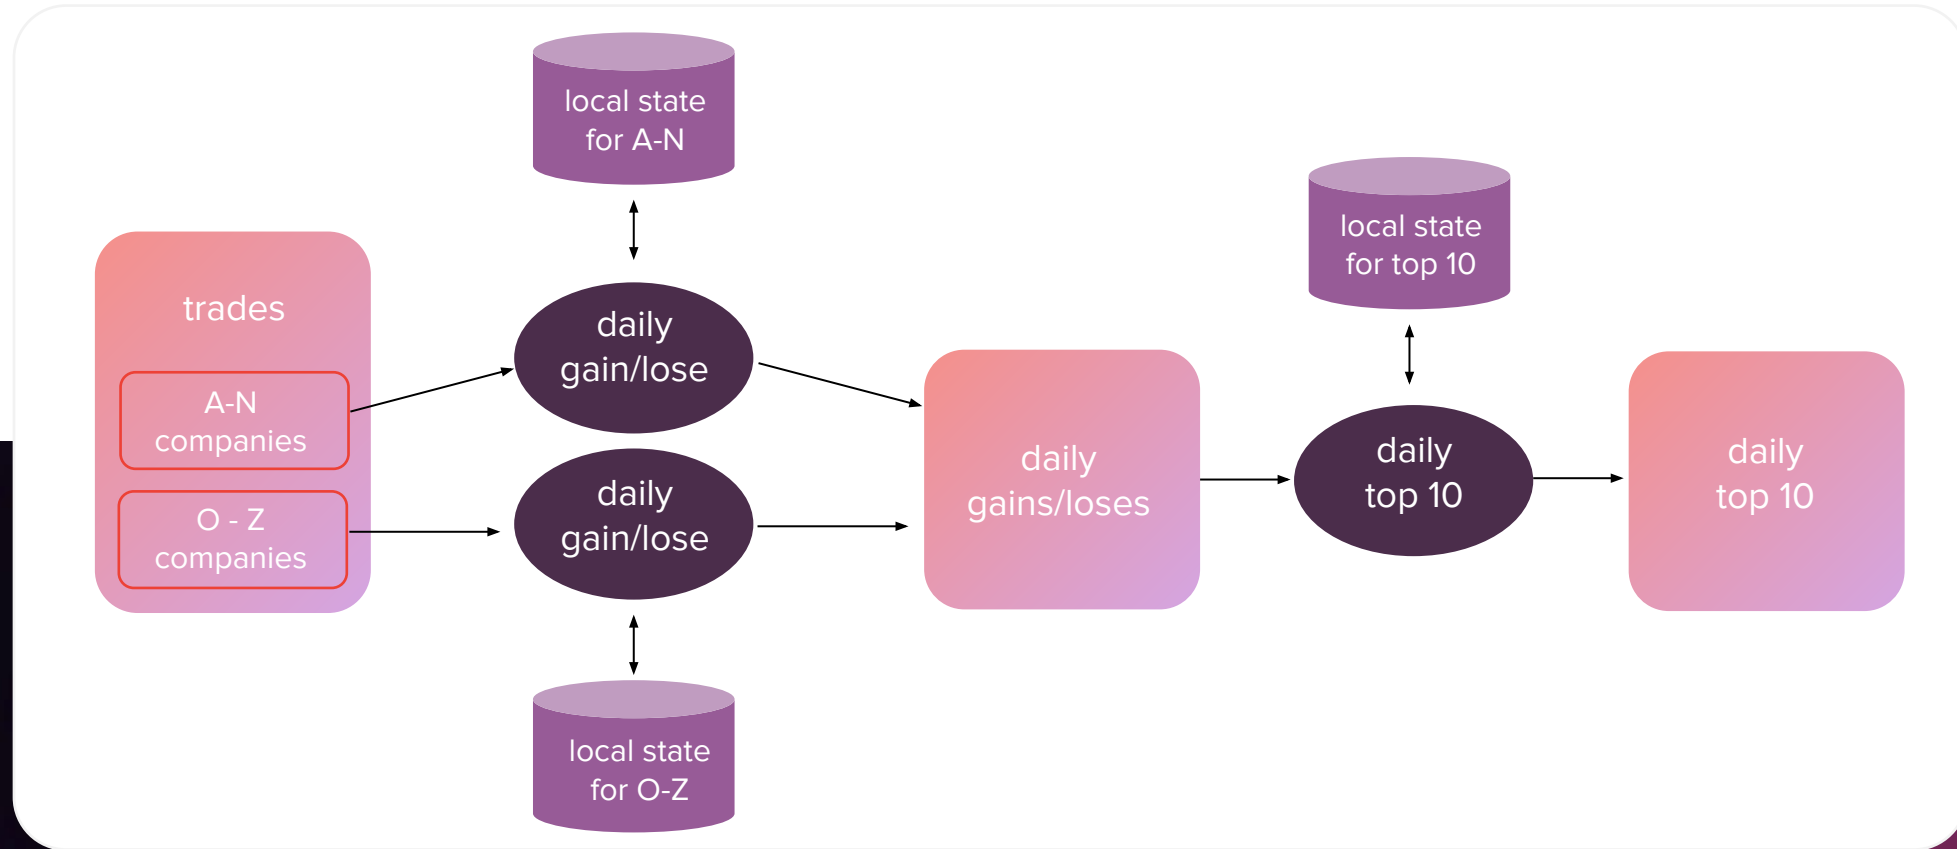 local state
for A-N
trades
A-N
companies
O - Z
companies
daily
gain/lose
daily
gain/lose
local state
for O-Z
daily
gains/loses
local state
for top 10
daily
top 10
daily
top 10